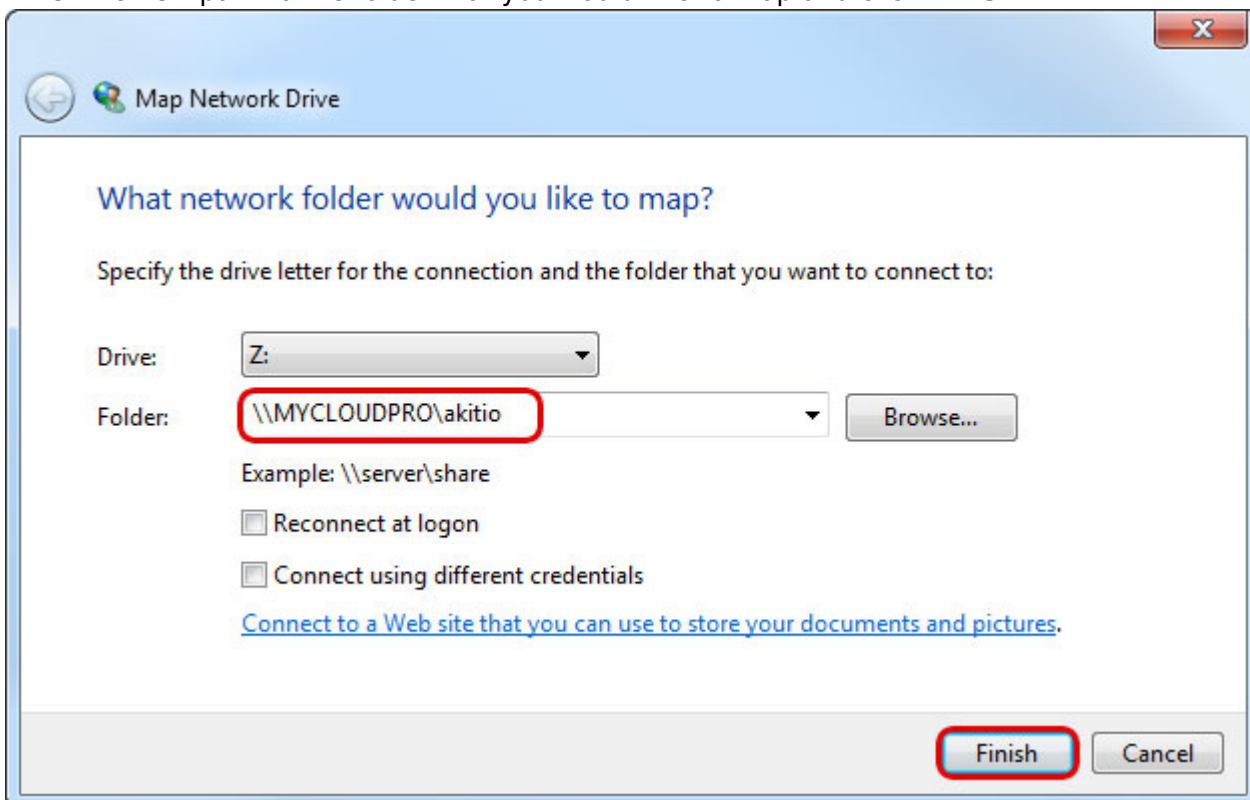 Map Network Drive
What network folder would you like to map?
Specify the drive letter for the connection and the folder that you want to connect to:
Drive: Z:
Folder: \\MYCLOUDPRO\akitio Browse...
Example: \\server\share
Reconnect at logon
Connect using different credentials
Connect to a Web site that you can use to store your documents and pictures.
Finish Cancel